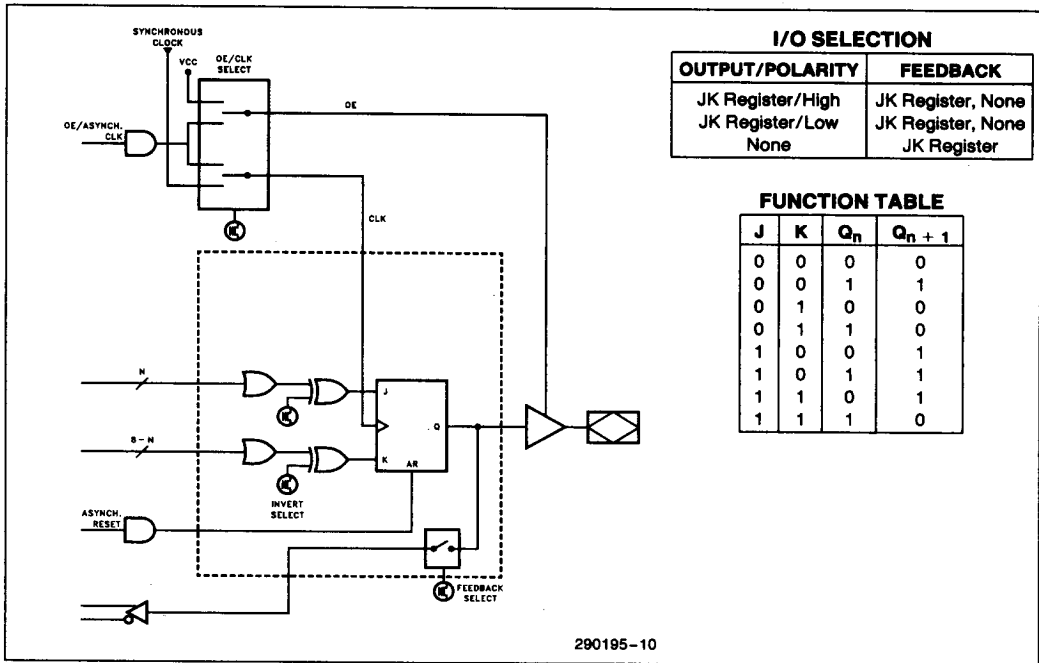 SYNCHRONOUS
CLOCK
VCC
OE/CLK
SELECT
OE
OE/ASYNCH.
CLK
CLK
N
8 – N
J
Q
K
AR
INVERT
SELECT
ASYNCH.
RESET
FEEDBACK
SELECT
290195–10
I/O SELECTION
OUTPUT/POLARITY FEEDBACK
JK Register/High JK Register, None
JK Register/Low JK Register, None
None JK Register
FUNCTION TABLE
J K Qn Qn + 1
0 0 0 0
0 0 1 1
0 1 0 0
0 1 1 0
1 0 0 1
1 0 1 1
1 1 0 1
1 1 1 0